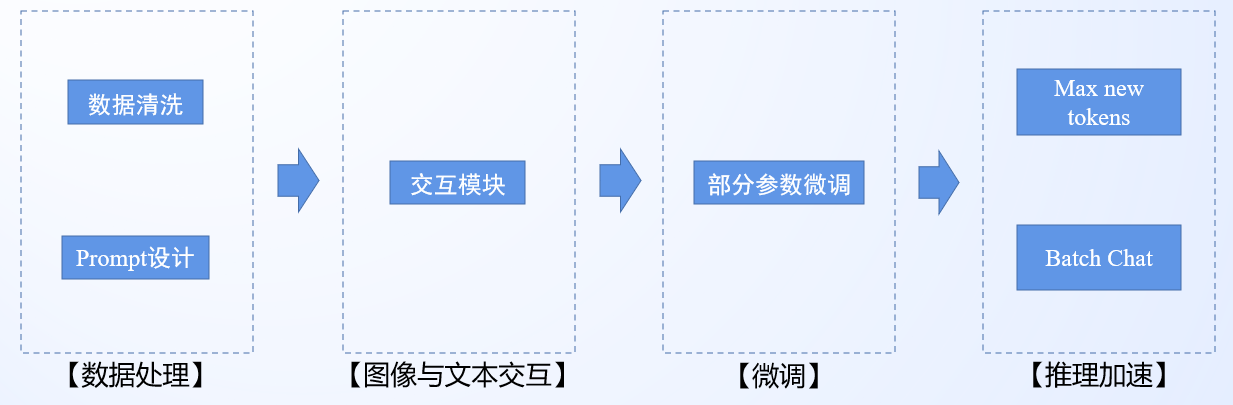 数据清洗
Prompt设计
【数据处理】
交互模块
【图像与文本交互】
部分参数微调
【微调】
Max new
tokens
Batch Chat
【推理加速】